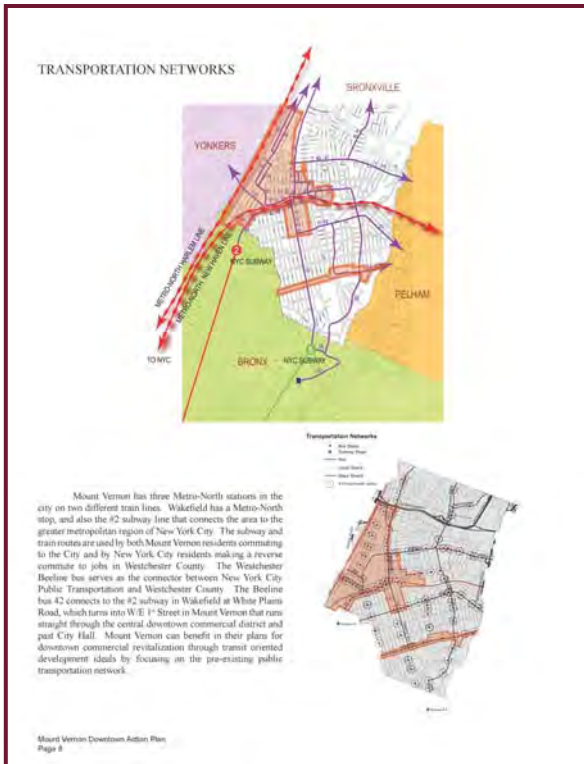 TRANSPORTATION NETWORKS
BRONXVILLE
YONKERS
METRO-NORTH HARLEM LINE
METRO-NORTH NEW HAVEN LINE
2
NYC SUBWAY
PELHAM
TO NYC
BRONX
NYC SUBWAY
Transportation Networks
Mount Vernon has three Metro-North stations in the
city on two different train lines. Wakefield has a Metro-North
stop, and also the #2 subway line that connects the area to the
greater metropolitan region of New York City. The subway and
train routes are used by both Mount Vernon residents commuting
to the City and by New York City residents making a reverse
commute to jobs in Westchester County. The Westchester
Beeline bus serves as the connector between New York City
Public Transportation and Westchester County. The Beeline
bus 42 connects to the #2 subway in Wakefield at White Plains
Road, which turns into W/E 1st Street in Mount Vernon that runs
straight through the central downtown commercial district and
past City Hall. Mount Vernon can benefit in their plans for
downtown commercial revitalization through transit oriented
development ideals by focusing on the pre-existing public
transportation network.
Mount Vernon Downtown Action Plan
Page 8